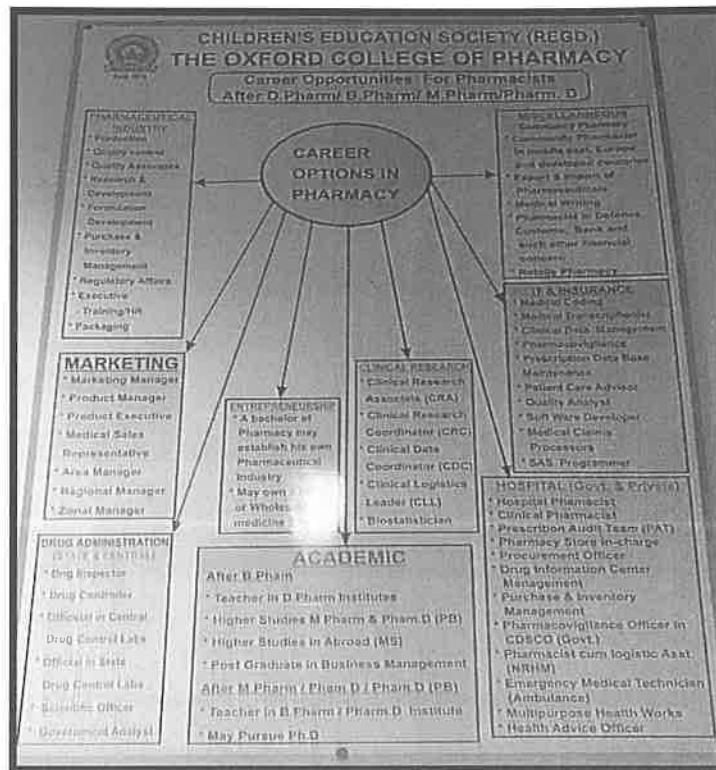 CHILDREN'S EDUCATION SOCIETY (REGD,)
THE OXFORD COLLEGE OF PHARMACY
Career Opportunities For Pharmacists
After D.Pharm/ B.Pharm/ M.Pharm/Pharm. D
CAREER
OPTIONS IN
PHARMACY
PHARMACEUTICAL
INDUSTRY
* Production
* Quality control
* Quality Assurance
* Research &
Development
* Formulation
Development
* Purchase &
Inventory
Management
* Regulatory Affairs
* Executive
- Training/HR
* Packaging
MISCELLANEOUS
Community Pharmacy
* Community Pharmacist
in middle east, Europe
and developed countries
* Export & Import of
Pharmaceuticals
* Medical Writing
* Pharmacist in Defence,
Customs, Bank and
such other financial
concern
* Retails Pharmacy
MARKETING
* Marketing Manager
* Product Manager
* Product Executive
* Medical Sales
Representative
* Area Manager
* Regional Manager
* Zonal Manager
ENTREPRENEURSHIP
* A bachelor of
Pharmacy may
establish his own
Pharmaceutical
Industry
* May own
or Wholes
medicine
CLINICAL RESEARCH
* Clinical Research
Associate (CRA)
* Clinical Research
Coordinator (CRC)
* Clinical Data
Coordinator (CDC)
* Clinical Logistics
Leader (CLL)
* Biostatistician
IT & INSURANCE
* Medical Coding
* Medical Transcriptionist
* Clinical Data Management
* Pharmacovigilance
* Prescription Data Base
Maintenance
* Patient Care Advisor
* Quality Analyst
* Soft Ware Developer
* Medical Claims
Processors
* SAS Programmer
DRUG ADMINISTRATION
(STATE & CENTRAL)
* Drug Inspector
* Drug Controller
* Official in Central
Drug Control Labs
* Official in State
Drug Control Labs
* Scientific Officer
* Government Analyst
ACADEMIC
After B.Pham
* Teacher in D.Pharm Institutes
* Higher Studies M Pharm & Pham.D (PB)
* Higher Studies in Abroad (MS)
* Post Graduate in Business Management
After M.Pharm / Pham.D / Pharm.D (PB)
* Teacher in B.Pharm / Pharm.D. Institute
* May Pursue Ph.D
HOSPITAL (Govt. & Private)
* Hospital Phamacist
* Clinical Pharmacist
* Prescribtion Audit Team (PAT)
* Pharmacy Store in-charge
* Procurement Officer
* Drug Information Center
Management
* Purchase & Inventory
Management
* Pharmacovigilance Officer in
CDSCO (Govt.)
* Pharmacist cum logistic Asst.
(NRHM)
* Emergency Medical Technician
(Ambulance)
* Multipurpose Health Works
* Health Advice Officer